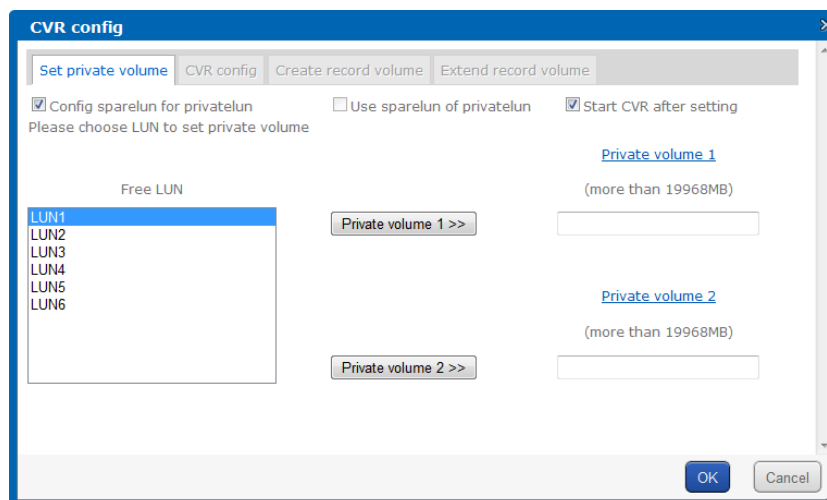 CVR config
Set private volume CVR config Create record volume Extend record volume
Config sparelun for privatelun Use sparelun of privatelun Start CVR after setting
Please choose LUN to set private volume
Private volume 1
Free LUN (more than 19968MB)
LUN1
Private volume 1 >>
LUN2
LUN3
LUN4
LUN5
LUN6
Private volume 2
(more than 19968MB)
Private volume 2 >>
OK Cancel